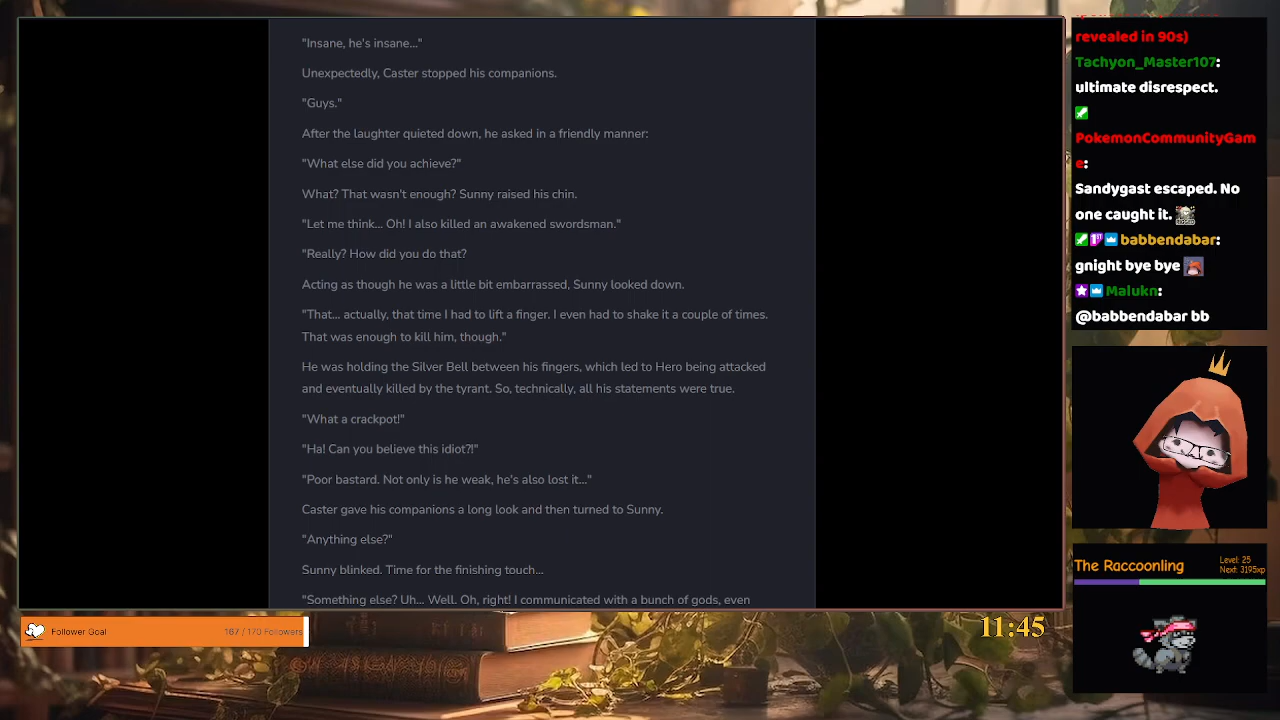 "Insane, he's insane..."
Unexpectedly, Caster stopped his companions.
"Guys."
After the laughter quieted down, he asked in a friendly manner:
"What else did you achieve?"
What? That wasn't enough? Sunny raised his chin.
"Let me think... Oh! I also killed an awakened swordsman."
"Really? How did you do that?
Acting as though he was a little bit embarrassed, Sunny looked down.
"That... actually, that time I had to lift a finger. I even had to shake it a couple of times.
That was enough to kill him, though."
He was holding the Silver Bell between his fingers, which led to Hero being attacked
and eventually killed by the tyrant. So, technically, all his statements were true.
"What a crackpot!"
"Ha! Can you believe this idiot?!"
"Poor bastard. Not only is he weak, he's also lost it..."
Caster gave his companions a long look and then turned to Sunny.
"Anything else?"
Sunny blinked. Time for the finishing touch...
"Something else? Uh... Well. Oh, right! I communicated with a bunch of gods, even
revealed in 90s)
Tachyon_Master107:
ultimate disrespect.
PokemonCommunityGam
e:
Sandygast escaped. No
one caught it.
babbendabar:
gnight bye bye
Malukn:
@babbendabar bb
The Raccoonling
Level: 25
Next: 3195xp
Follower Goal
167 / 170 Followers
11:45